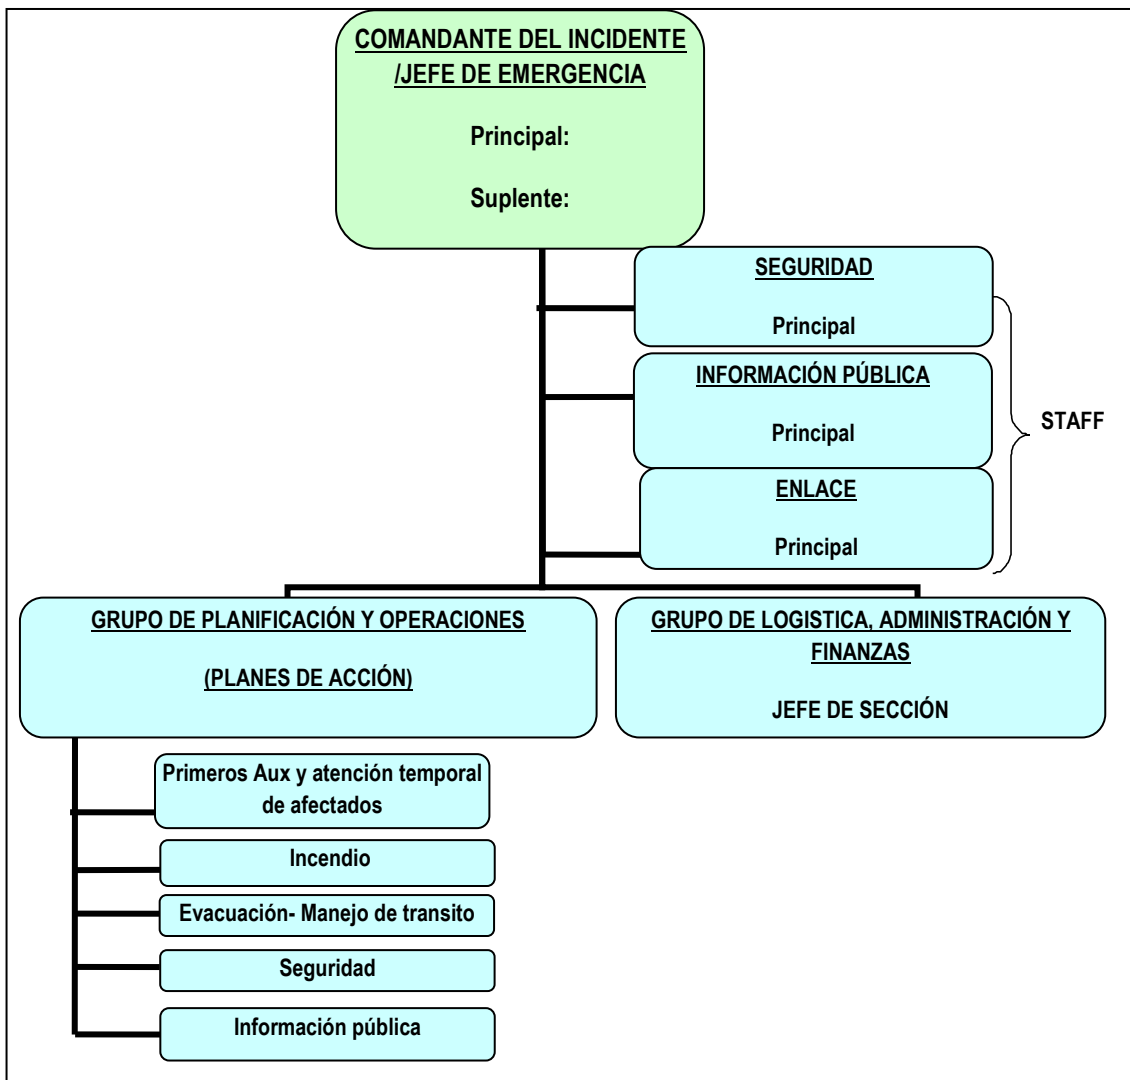 COMANDANTE DEL INCIDENTE
/JEFE DE EMERGENCIA
Principal:
Suplente:
SEGURIDAD
Principal
INFORMACIÓN PÚBLICA
Principal
STAFF
ENLACE
Principal
GRUPO DE PLANIFICACIÓN Y OPERACIONES
(PLANES DE ACCIÓN)
GRUPO DE LOGISTICA, ADMINISTRACIÓN Y
FINANZAS
JEFE DE SECCIÓN
Primeros Aux y atención temporal
de afectados
Incendio
Evacuación- Manejo de transito
Seguridad
Información pública